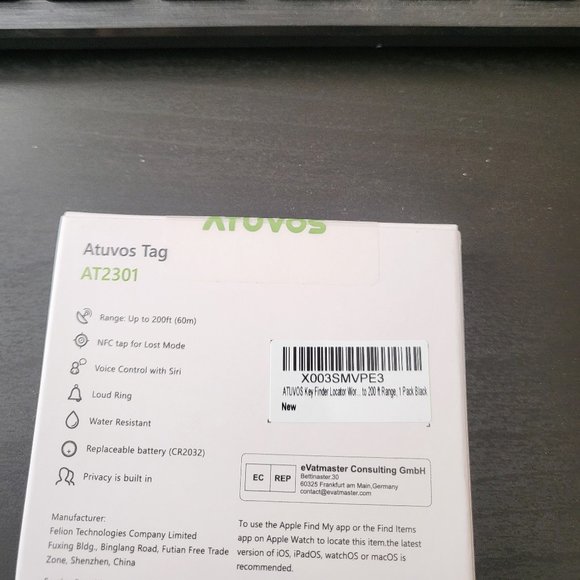 ATUVOS
Atuvos Tag
AT2301
Range: Up to 200ft (60m)
NFC tap for Lost Mode
Voice Control with Siri
Loud Ring
Water Resistant
Replaceable battery (CR2032)
Privacy is built in
X003SMVPE3
ATUVOS Key Finder Locator Wor... to 200 ft Range, 1 Pack Black
New
EC REP
eVatmaster Consulting GmbH
Bettinastr.30
60325 Frankfurt am Main,Germany
contact@evatmaster.com
Manufacturer:
Felion Technologies Company Limited
Fuxing Bldg., Binglang Road, Futian Free Trade
Zone, Shenzhen, China
To use the Apple Find My app or the Find Items
app on Apple Watch to locate this item,the latest
version of iOS, iPadOS, watchOS or macOS is
recommended.